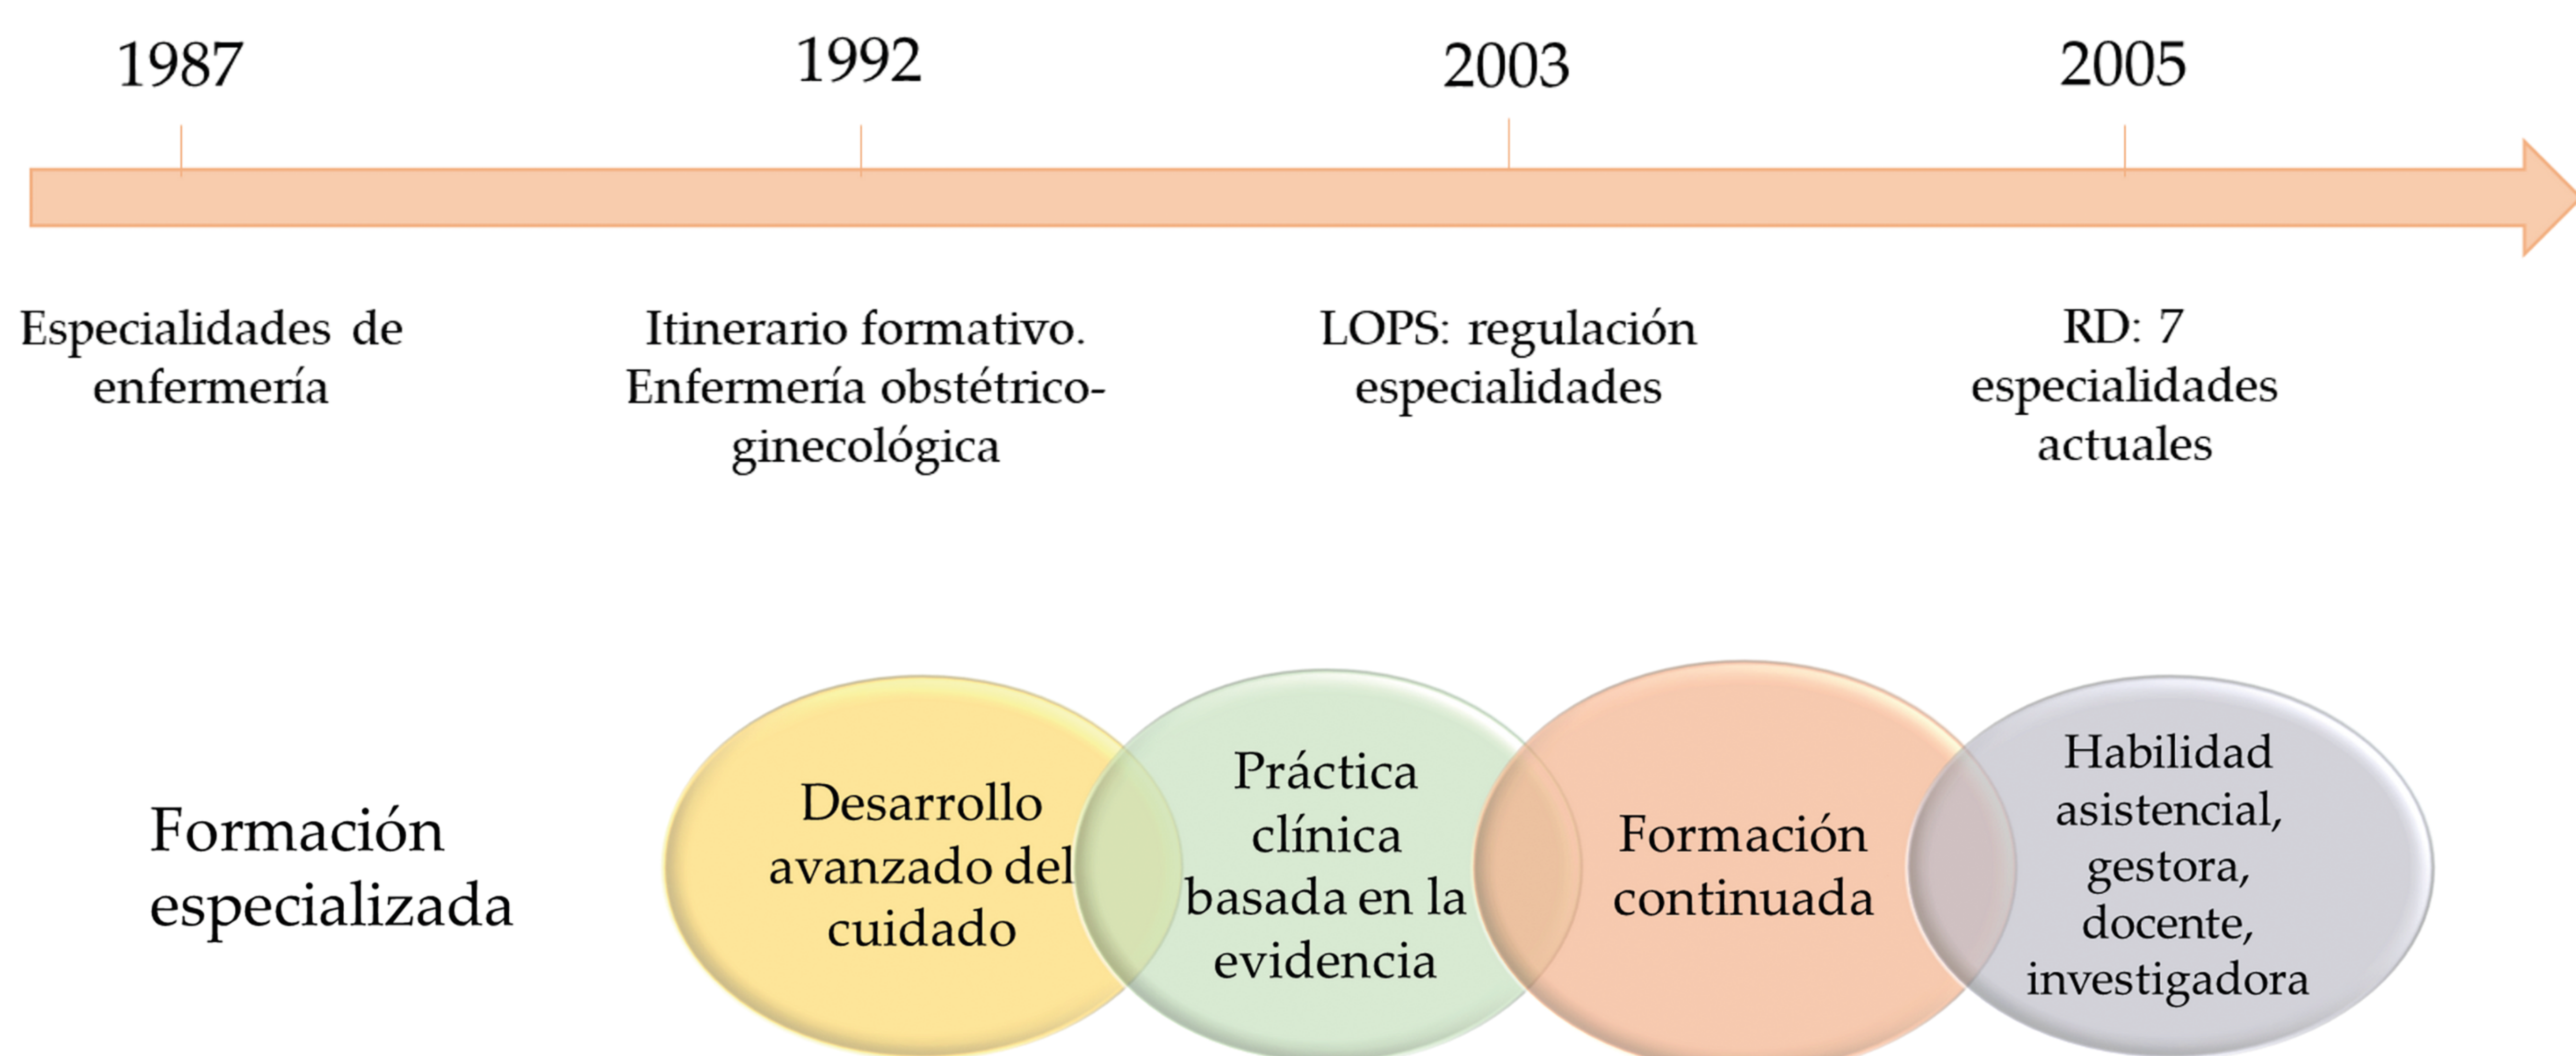 1987
1992
2003
2005
Especialidades de
enfermería
Itinerario formativo.
Enfermería obstétrico-
ginecológica
LOPS: regulación
especialidades
RD: 7
especialidades
actuales
Formación
especializada
Desarrollo
avanzado del
cuidado
Práctica
clínica
basada en la
evidencia
Formación
continuada
Habilidad
asistencial,
gestora,
docente,
investigadora